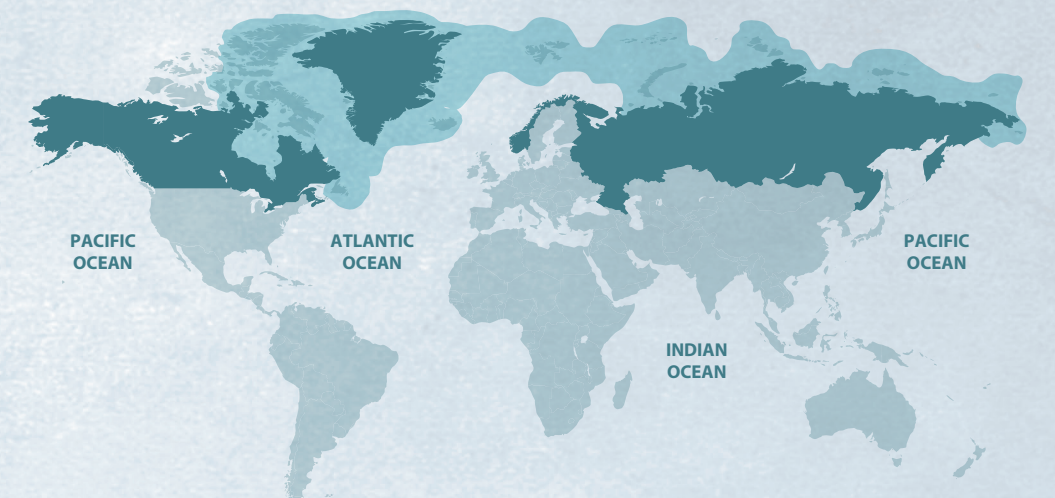 PACIFIC
OCEAN
ATLANTIC
OCEAN
PACIFIC
OCEAN
INDIAN
OCEAN